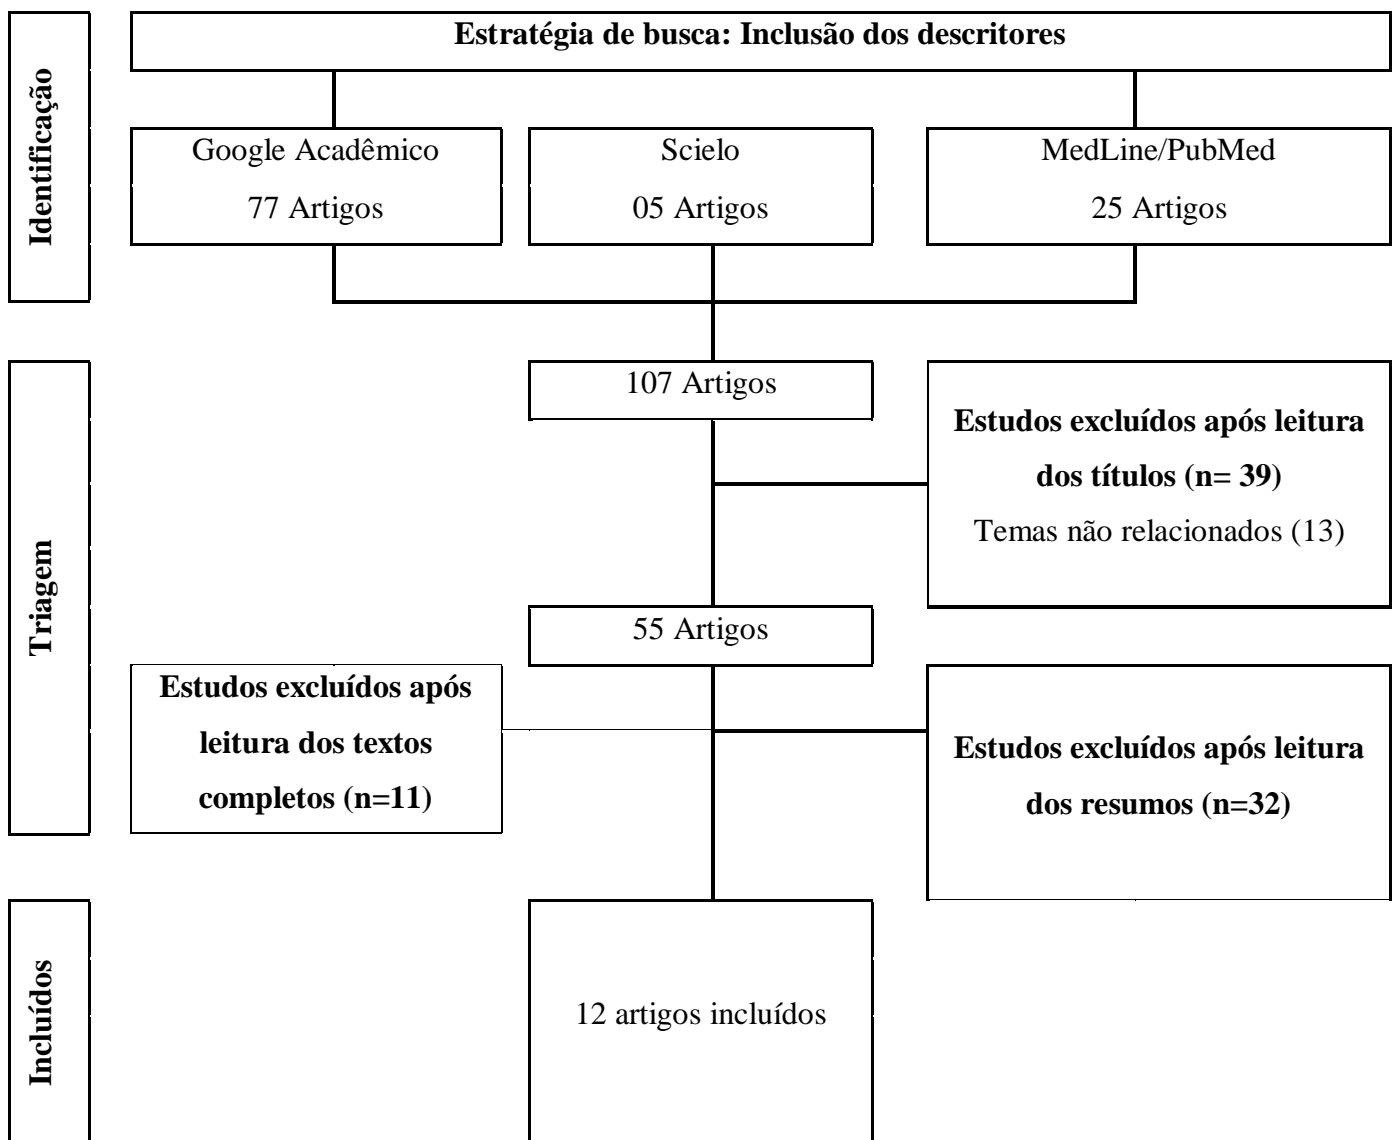 Estratégia de busca: Inclusão dos descritores
Identificação
Google Acadêmico
77 Artigos
Scielo
05 Artigos
MedLine/PubMed
25 Artigos
Triagem
107 Artigos
Estudos excluídos após leitura
dos títulos (n= 39)
Temas não relacionados (13)
55 Artigos
Estudos excluídos após
leitura dos textos
completos (n=11)
Estudos excluídos após leitura
dos resumos (n=32)
Incluídos
12 artigos incluídos